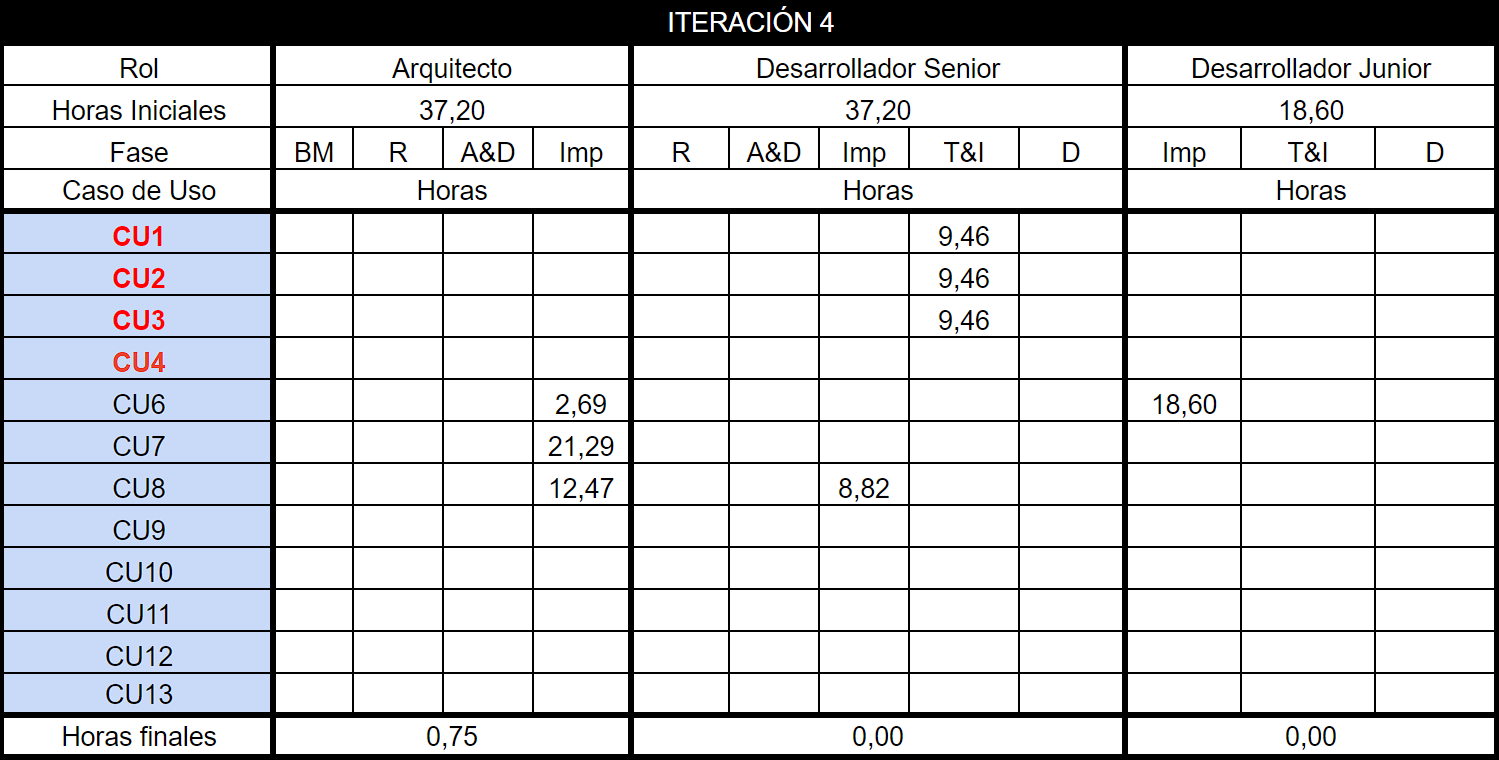 ITERACIÓN 4
Rol Arquitecto Desarrollador Senior Desarrollador Junior
Horas Iniciales 37,20 37,20 18,60
Fase BM R A&D Imp R A&D Imp T&I D Imp T&I D
Caso de Uso Horas Horas Horas
CU1 9,46
CU2 9,46
CU3 9,46
CU4
CU6 2,69 18,60
CU7 21,29
CU8 12,47 8,82
CU9
CU10
CU11
CU12
CU13
Horas finales 0,75 0,00 0,00